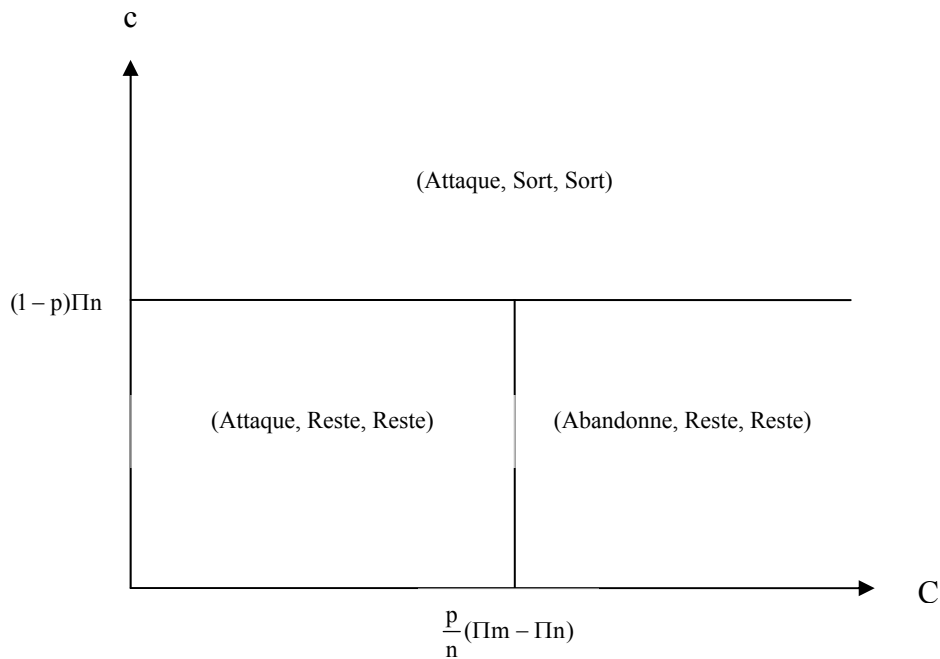 c
(Attaque, Sort, Sort)
(1 – p)Πn
(Attaque, Reste, Reste)
(Abandonne, Reste, Reste)
C
p/n (Πm – Πn)